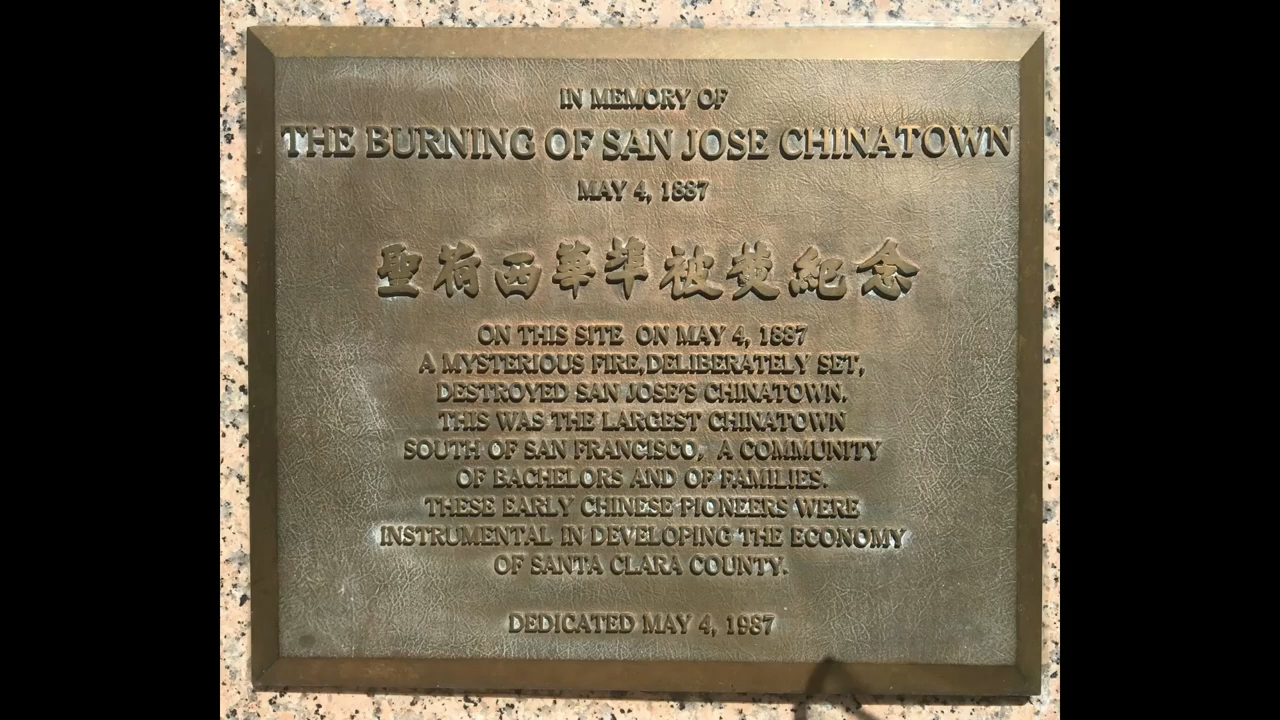 IN MEMORY OF
THE BURNING OF SAN JOSE CHINATOWN
MAY 4, 1887
聖荷西華埠被焚紀念
ON THIS SITE ON MAY 4, 1887
A MYSTERIOUS FIRE,DELIBERATELY SET,
DESTROYED SAN JOSE'S CHINATOWN.
THIS WAS THE LARGEST CHINATOWN
SOUTH OF SAN FRANCISCO, A COMMUNITY
OF BACHELORS AND OF FAMILIES.
THESE EARLY CHINESE PIONEERS WERE
INSTRUMENTAL IN DEVELOPING THE ECONOMY
OF SANTA CLARA COUNTY.
DEDICATED MAY 4, 1987